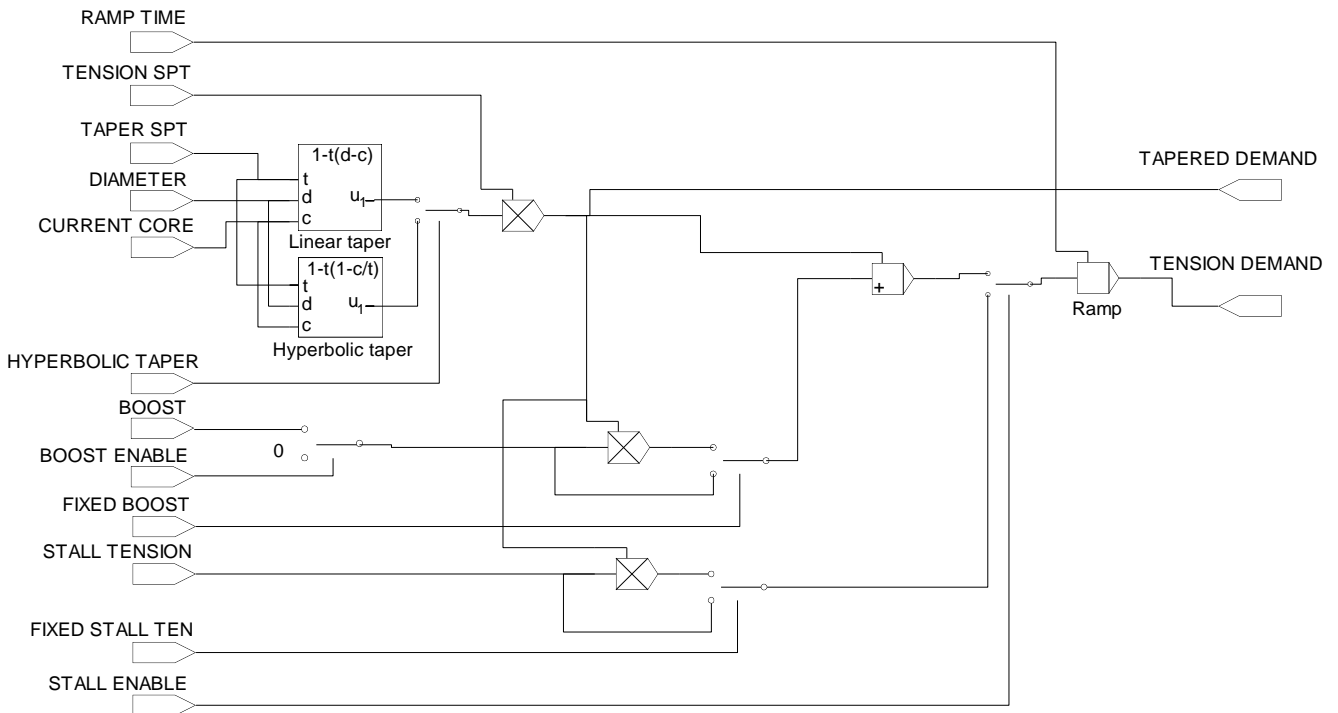 RAMP TIME
TENSION SPT
TAPER SPT
DIAMETER
CURRENT CORE
1-t(d-c)
t
d
c
u1
Linear taper
1-t(1-c/t)
t
d
c
u1
Hyperbolic taper
HYPERBOLIC TAPER
BOOST
0
BOOST ENABLE
FIXED BOOST
STALL TENSION
FIXED STALL TEN
STALL ENABLE
+
TAPERED DEMAND
TENSION DEMAND
Ramp